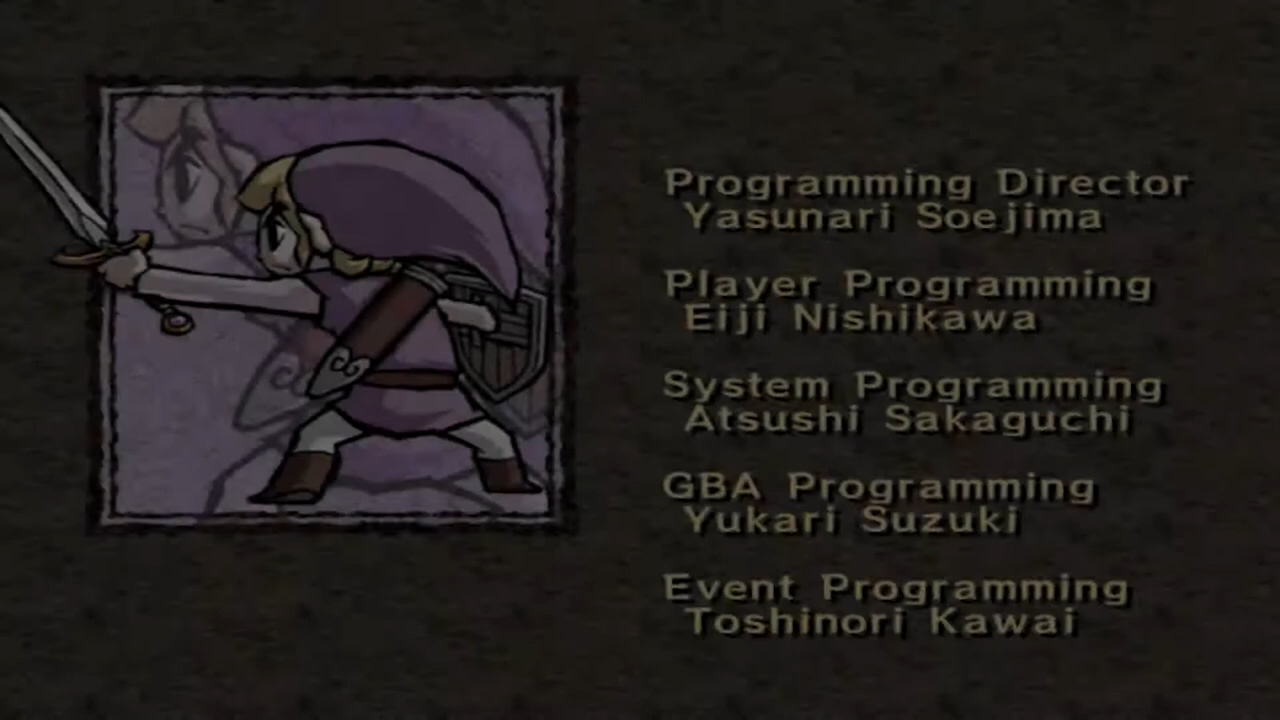 Programming Director
Yasunari Soejima
Player Programming
Eiji Nishikawa
System Programming
Atsushi Sakaguchi
GBA Programming
Yukari Suzuki
Event Programming
Toshinori Kawai